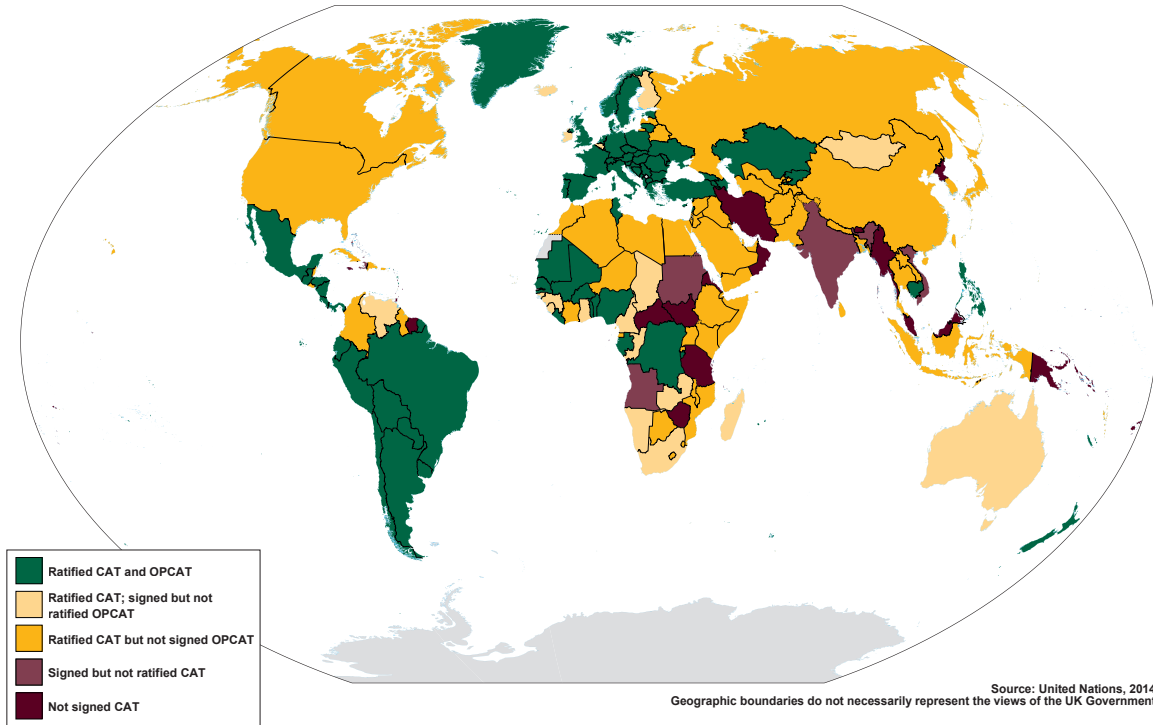 Ratified CAT and OPCAT
Ratified CAT; signed but not
ratified OPCAT
Ratified CAT but not signed OPCAT
Signed but not ratified CAT
Not signed CAT
Source: United Nations, 2014
Geographic boundaries do not necessarily represent the views of the UK Government